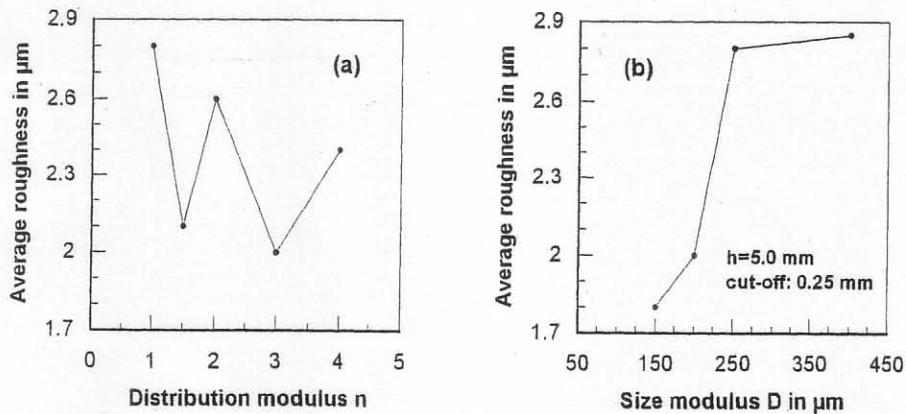 2.9
2.6
2.3
2
1.7
Average roughness in µm
(a)
0 1 2 3 4 5
Distribution modulus n
2.9
2.6
2.3
2
1.7
Average roughness in µm
(b)
h=5.0 mm
cut-off: 0.25 mm
50 150 250 350 450
Size modulus D in µm